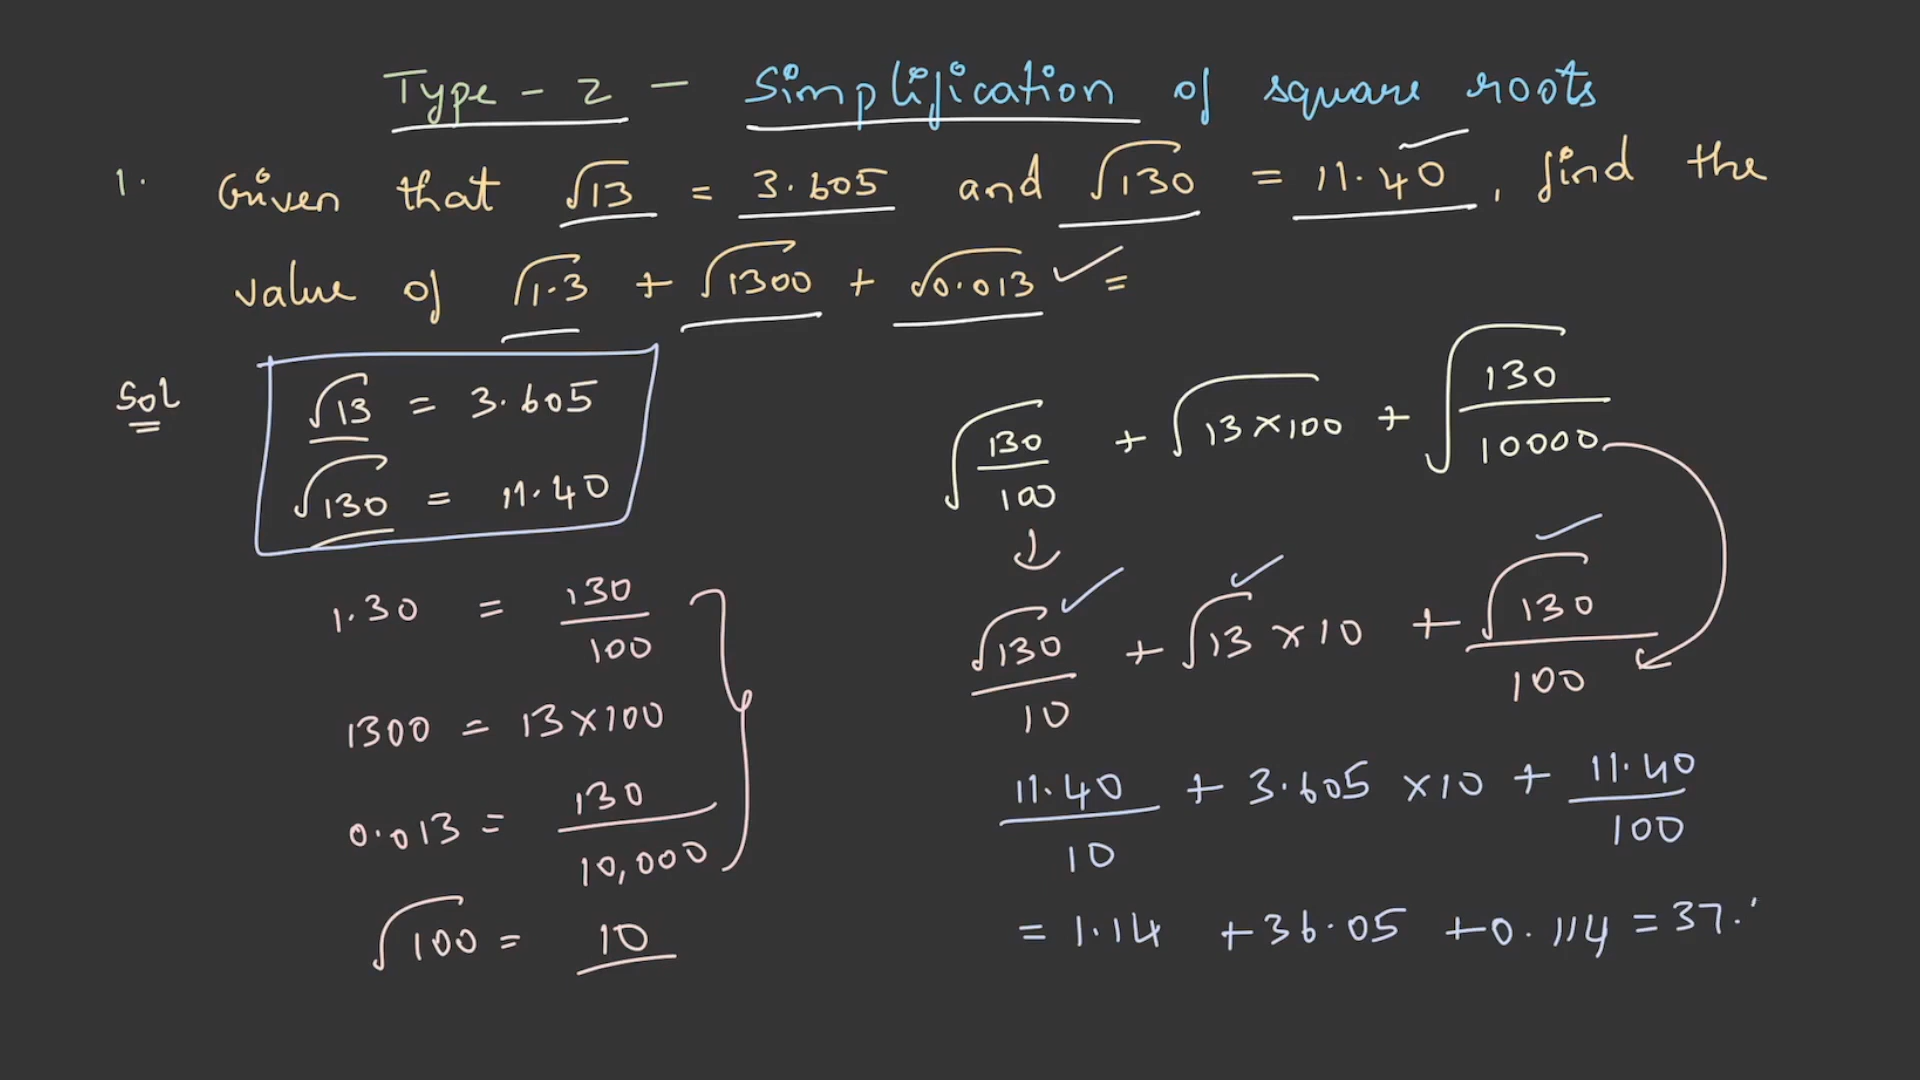 Type - 2 - Simplification of square roots
1. Given that √13 = 3.605 and √130 = 11.40, find the
value of √1.3 + √1300 + √0.013 =
Sol
√13 = 3.605
√130 = 11.40
1.30 = 130/100
1300 = 13×100
0.013 = 130/10,000
√100 = 10
√(130/100) + √(13×100) + √(130/10000)
√130/10 + √13 × 10 + √130/100
11.40/10 + 3.605 ×10 + 11.40/100
= 1.14 + 36.05 + 0.114 = 37.